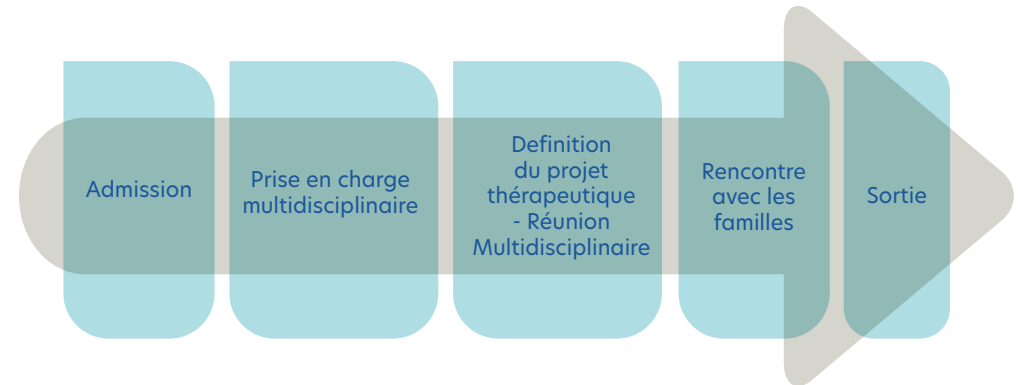 Admission
Prise en charge
multidisciplinaire
Definition
du projet
thérapeutique
- Réunion
Multidisciplinaire
Rencontre
avec les
familles
Sortie